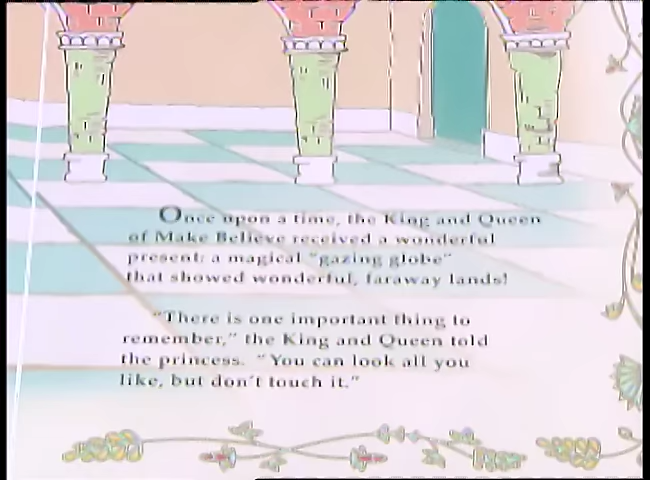 Once upon a time, the King and Queen
of Make Believe received a wonderful
present: a magical "gazing globe"
that showed wonderful, faraway lands!
"There is one important thing to
remember," the King and Queen told
the princess. "You can look all you
like, but don't touch it."